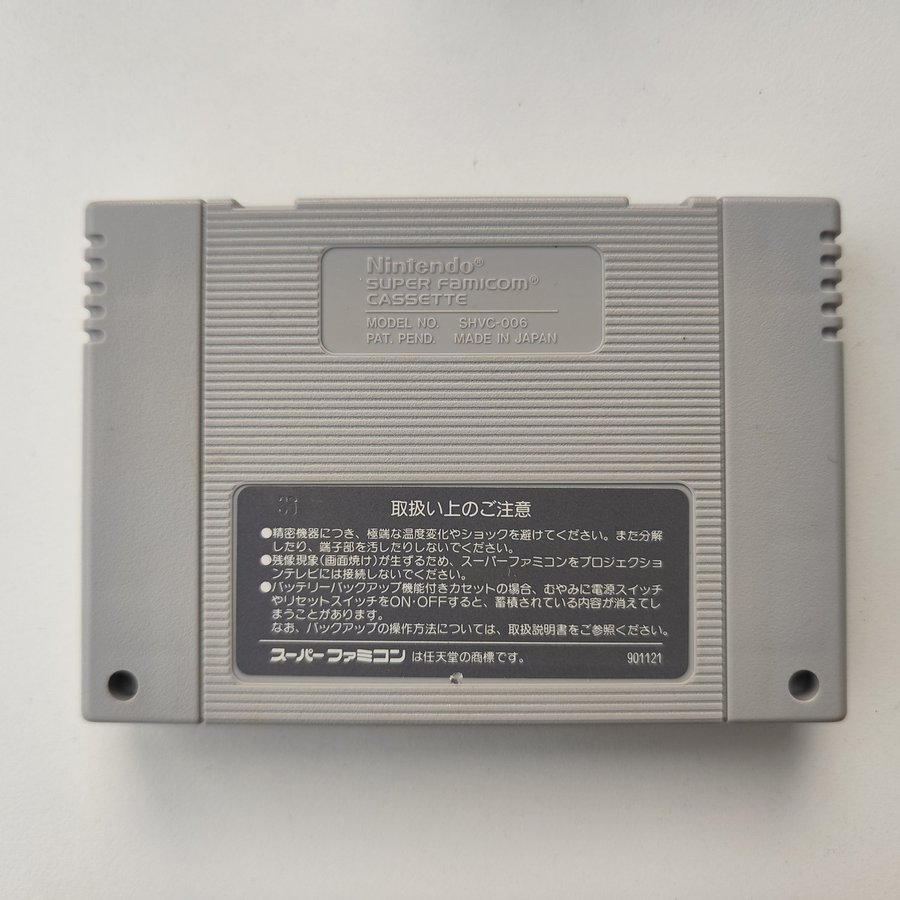 Nintendo®
SUPER FAMICOM®
CASSETTE
MODEL NO. SHVC-006
PAT. PEND. MADE IN JAPAN
取扱い上のご注意
●精密機器につき、極端な温度変化やショックを避けてください。また分解
したり、端子部を汚したりしないでください。
●残像現象(画面焼け)が生ずるため、スーパーファミコンをプロジェクショ
ンテレビには接続しないでください。
●バッテリーバックアップ機能付きカセットの場合、むやみに電源スイッチ
やリセットスイッチをON・OFFすると、蓄積されている内容が消えてし
まうことがあります。
なお、バックアップの操作方法については、取扱説明書をご参照ください。
スーパーファミコン は任天堂の商標です。 901121